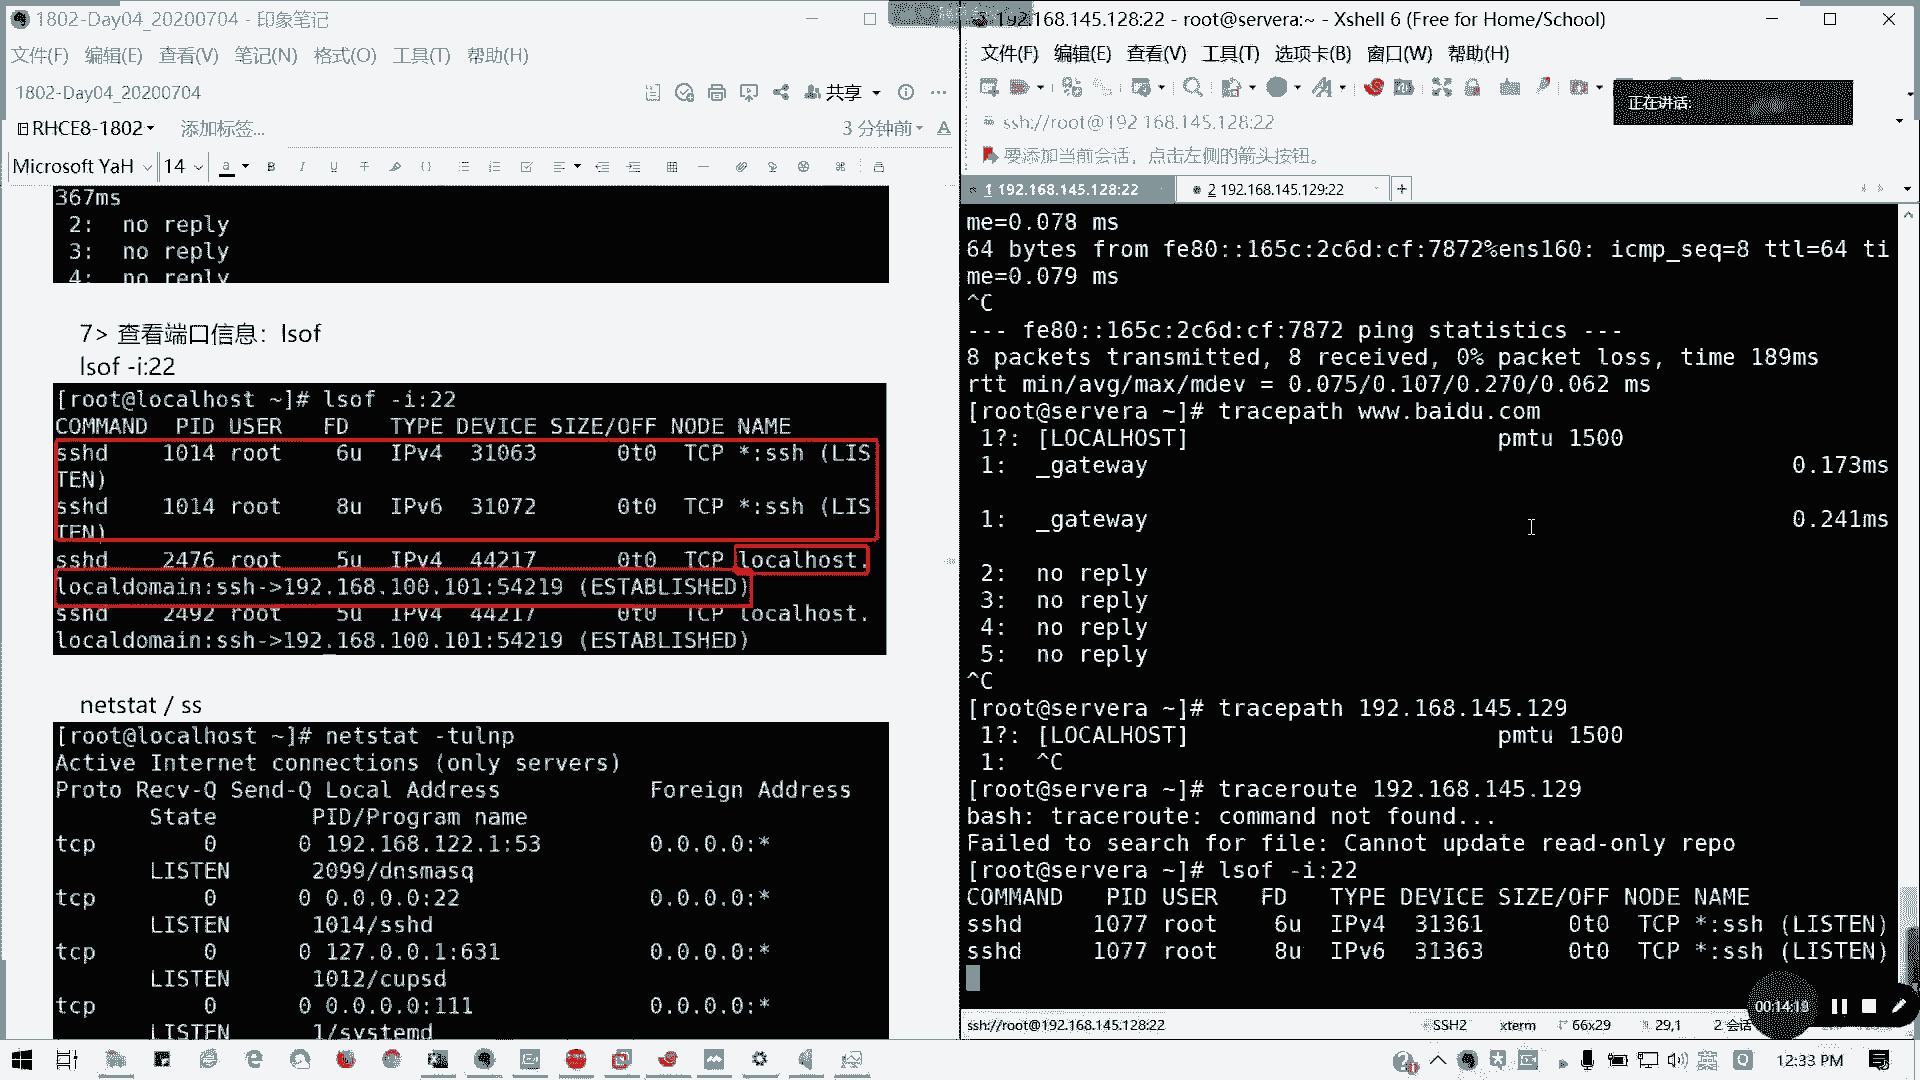 1802-Day04_20200704 - 印象笔记
文件(F) 编辑(E) 查看(V) 笔记(N) 格式(O) 工具(T) 帮助(H)
1802-Day04_20200704
共享
RHCE8-1802 添加标签...
3 分钟前
Microsoft YaH 14
367ms
2: no reply
3: no reply
4: no reply
7> 查看端口信息：lsof
lsof -i:22
[root@localhost ~]# lsof -i:22
COMMAND PID USER FD TYPE DEVICE SIZE/OFF NODE NAME
sshd 1014 root 6u IPv4 31063 0t0 TCP *:ssh (LIS
TEN)
sshd 1014 root 8u IPv6 31072 0t0 TCP *:ssh (LIS
TEN)
sshd 2476 root 5u IPv4 44217 0t0 TCP localhost.
localdomain:ssh->192.168.100.101:54219 (ESTABLISHED)
sshd 2492 root 5u IPv4 44217 0t0 TCP localhost.
localdomain:ssh->192.168.100.101:54219 (ESTABLISHED)
netstat / ss
[root@localhost ~]# netstat -tulnp
Active Internet connections (only servers)
Proto Recv-Q Send-Q Local Address Foreign Address
State PID/Program name
tcp 0 0 192.168.122.1:53 0.0.0.0:*
LISTEN 2099/dnsmasq
tcp 0 0 0.0.0.0:22 0.0.0.0:*
LISTEN 1014/sshd
tcp 0 0 127.0.0.1:631 0.0.0.0:*
LISTEN 1012/cupsd
tcp 0 0 0.0.0.0:111 0.0.0.0:*
LISTEN 1/systemd
192.168.145.128:22 - root@servera:~ - Xshell 6 (Free for Home/School)
文件(F) 编辑(E) 查看(V) 工具(T) 选项卡(B) 窗口(W) 帮助(H)
正在讲话:
ssh://root@192.168.145.128:22
要添加当前会话，点击左侧的箭头按钮。
1 192.168.145.128:22
2 192.168.145.129:22
me=0.078 ms
64 bytes from fe80::165c:2c6d:cf:7872%ens160: icmp_seq=8 ttl=64 ti
me=0.079 ms
^C
--- fe80::165c:2c6d:cf:7872 ping statistics ---
8 packets transmitted, 8 received, 0% packet loss, time 189ms
rtt min/avg/max/mdev = 0.075/0.107/0.270/0.062 ms
[root@servera ~]# tracepath www.baidu.com
1?: [LOCALHOST] pmtu 1500
1: _gateway 0.173ms
1: _gateway 0.241ms
2: no reply
3: no reply
4: no reply
5: no reply
^C
[root@servera ~]# tracepath 192.168.145.129
1?: [LOCALHOST] pmtu 1500
1: ^C
[root@servera ~]# traceroute 192.168.145.129
bash: traceroute: command not found...
Failed to search for file: Cannot update read-only repo
[root@servera ~]# lsof -i:22
COMMAND PID USER FD TYPE DEVICE SIZE/OFF NODE NAME
sshd 1077 root 6u IPv4 31361 0t0 TCP *:ssh (LISTEN)
sshd 1077 root 8u IPv6 31363 0t0 TCP *:ssh (LISTEN)
00:14:19
ssh://root@192.168.145.128:22 SSH2 xterm 66x29 29,1 2 会话
12:33 PM